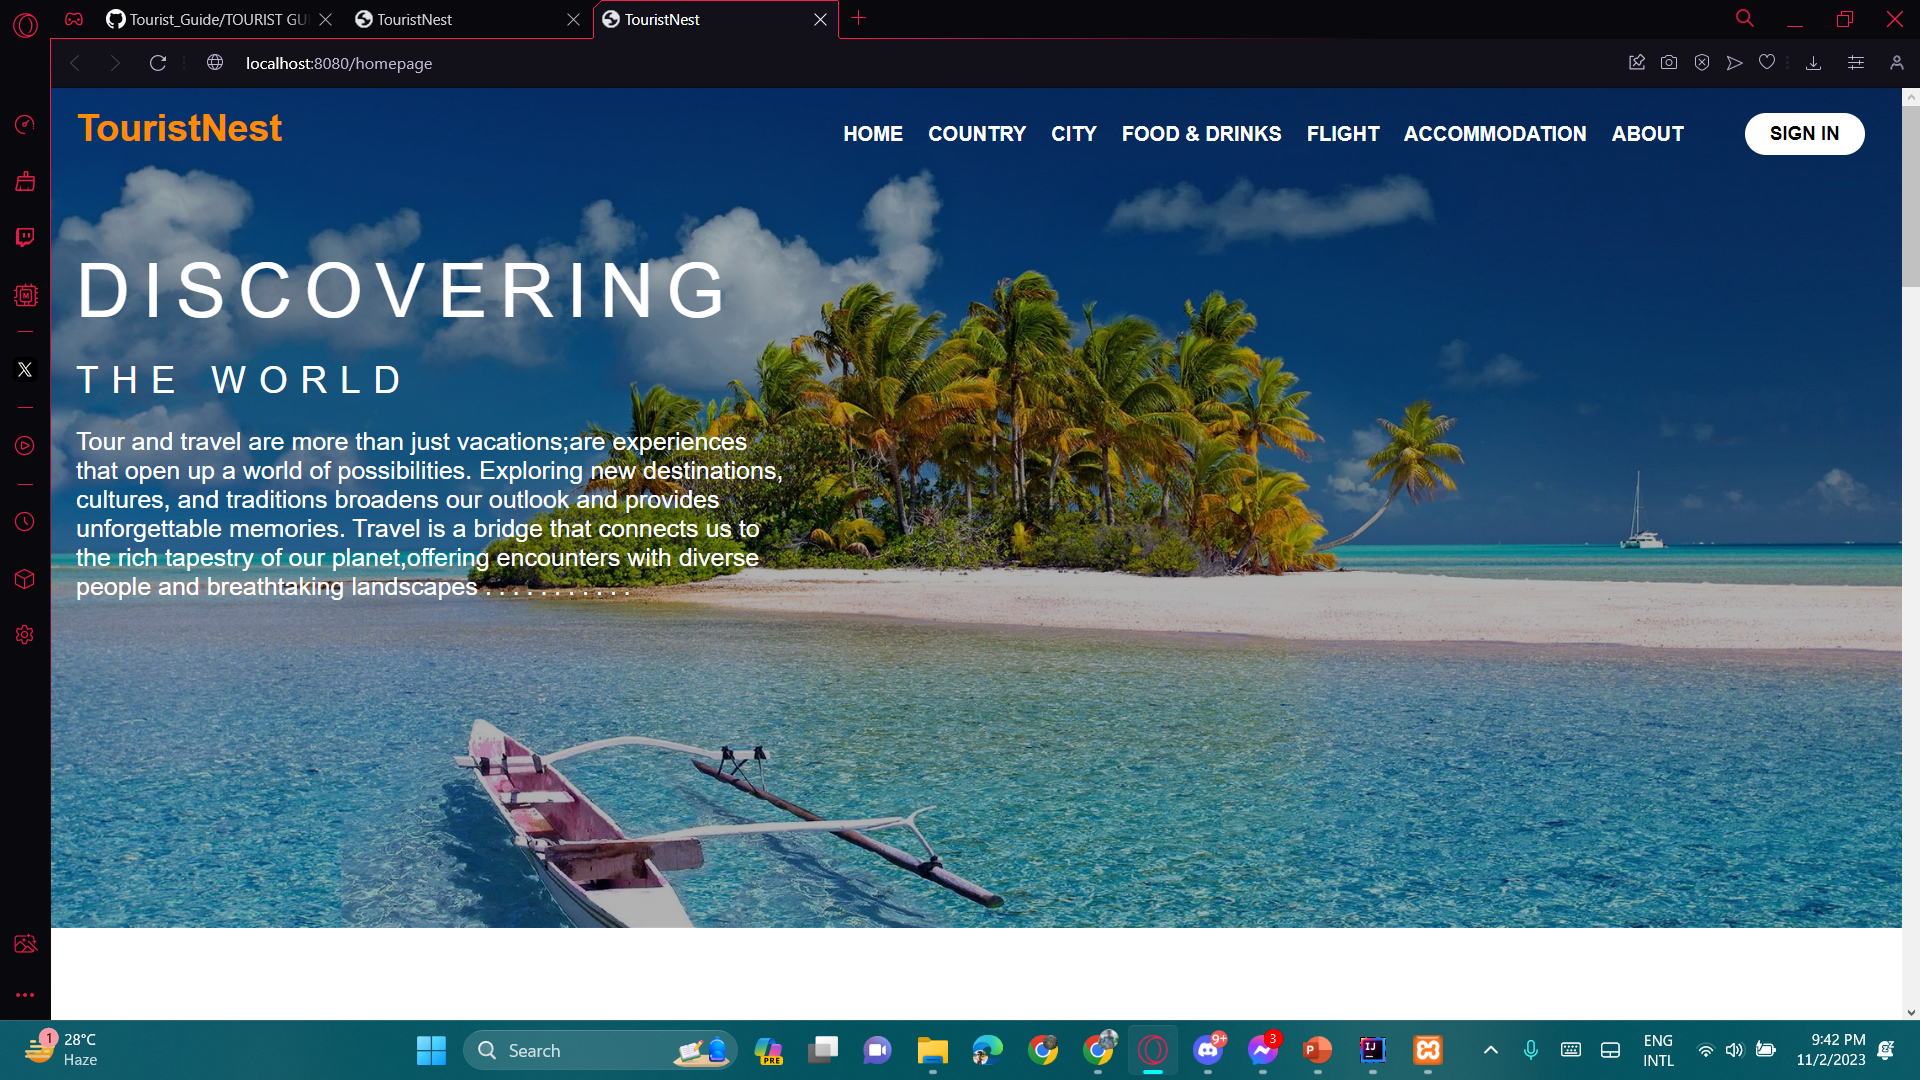 Tourist_Guide/TOURIST GU
TouristNest
TouristNest
localhost:8080/homepage
TouristNest
HOME COUNTRY CITY FOOD & DRINKS FLIGHT ACCOMMODATION ABOUT SIGN IN
DISCOVERING
THE WORLD
Tour and travel are more than just vacations;are experiences
that open up a world of possibilities. Exploring new destinations,
cultures, and traditions broadens our outlook and provides
unforgettable memories. Travel is a bridge that connects us to
the rich tapestry of our planet,offering encounters with diverse
people and breathtaking landscapes . . . . . . . . . . .
1
28°C
Haze
Search
PRE
9+
3
P
IJ
ENG
INTL
9:42 PM
11/2/2023